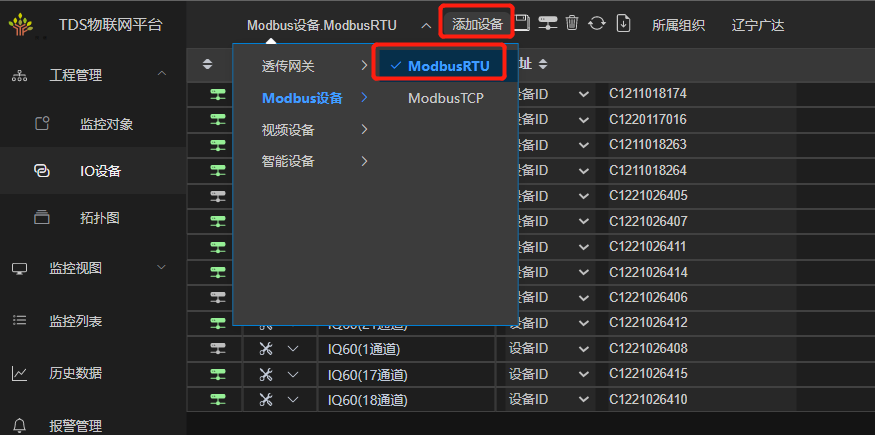 TDS物联网平台
Modbus设备.ModbusRTU
添加设备
所属组织
辽宁广达
工程管理
监控对象
IO设备
拓扑图
监控视图
监控列表
历史数据
报警管理
透传网关
Modbus设备
视频设备
智能设备
ModbusRTU
ModbusTCP
址
设备ID C1211018174
设备ID C1220117016
设备ID C1211018263
设备ID C1211018264
设备ID C1221026405
设备ID C1221026407
设备ID C1221026411
设备ID C1221026414
设备ID C1221026406
IQ60(21通道) 设备ID C1221026412
IQ60(1通道) 设备ID C1221026408
IQ60(17通道) 设备ID C1221026415
IQ60(18通道) 设备ID C1221026410